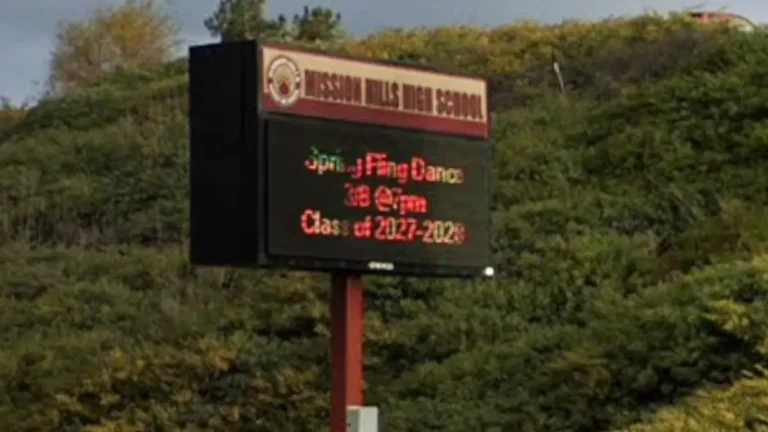 MISSION HILLS HIGH SCHOOL
Spring Fling Dance
3/8 @7pm
Class of 2027-2028